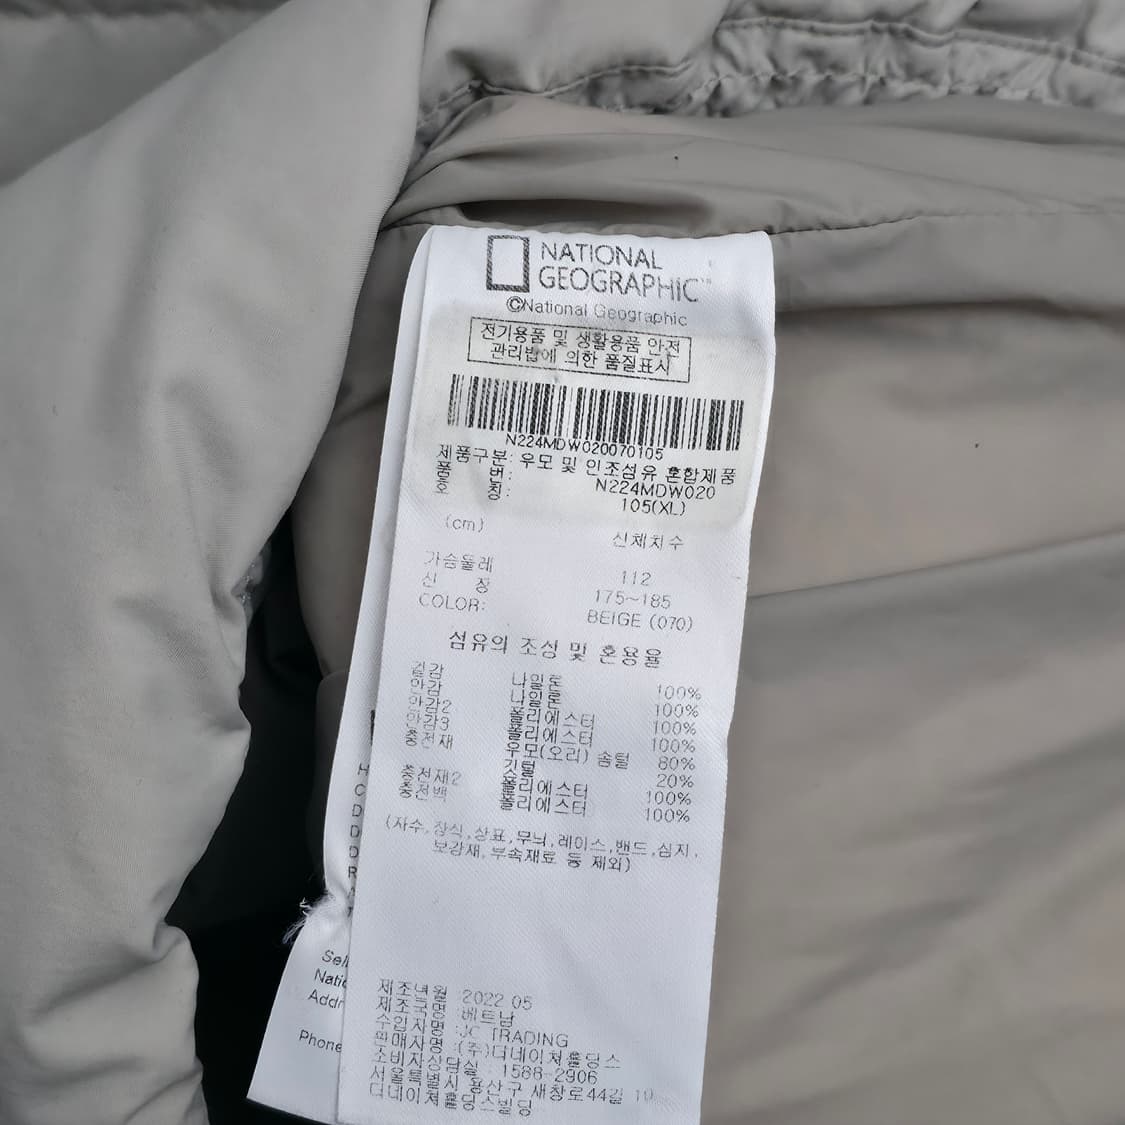 NATIONAL
GEOGRAPHIC™
©National Geographic
전기용품 및 생활용품 안전
관리법에 의한 품질표시
N224MDW020070105
제품구분: 우모 및 인조섬유 혼합제품
품 번: N224MDW020
호 칭: 105(XL)
(cm) 신체치수
가슴둘레 112
신 장 175~185
COLOR: BEIGE (070)
섬유의 조성 및 혼용율
겉감 나일론 100%
안감 나일론 100%
안감2 폴리에스터 100%
안감3 폴리에스터 100%
충전재 우모(오리) 솜털 80%
깃털 20%
충전재2 폴리에스터 100%
충전백 폴리에스터 100%
(자수,장식,상표,무늬,레이스,밴드,심지,
보강재,부속재료 등 제외)
제조년월 :2022.05
제조국명 :베트남
수입자명 :JC TRADING
판매자명 :(주)더네이쳐홀딩스
소비자상담실 : 1588-2906
서울특별시 용산구 새창로44길 10
더네이쳐홀딩스빌딩
H
C
D
D
D
R
Sell
Natio
Addr
Phone